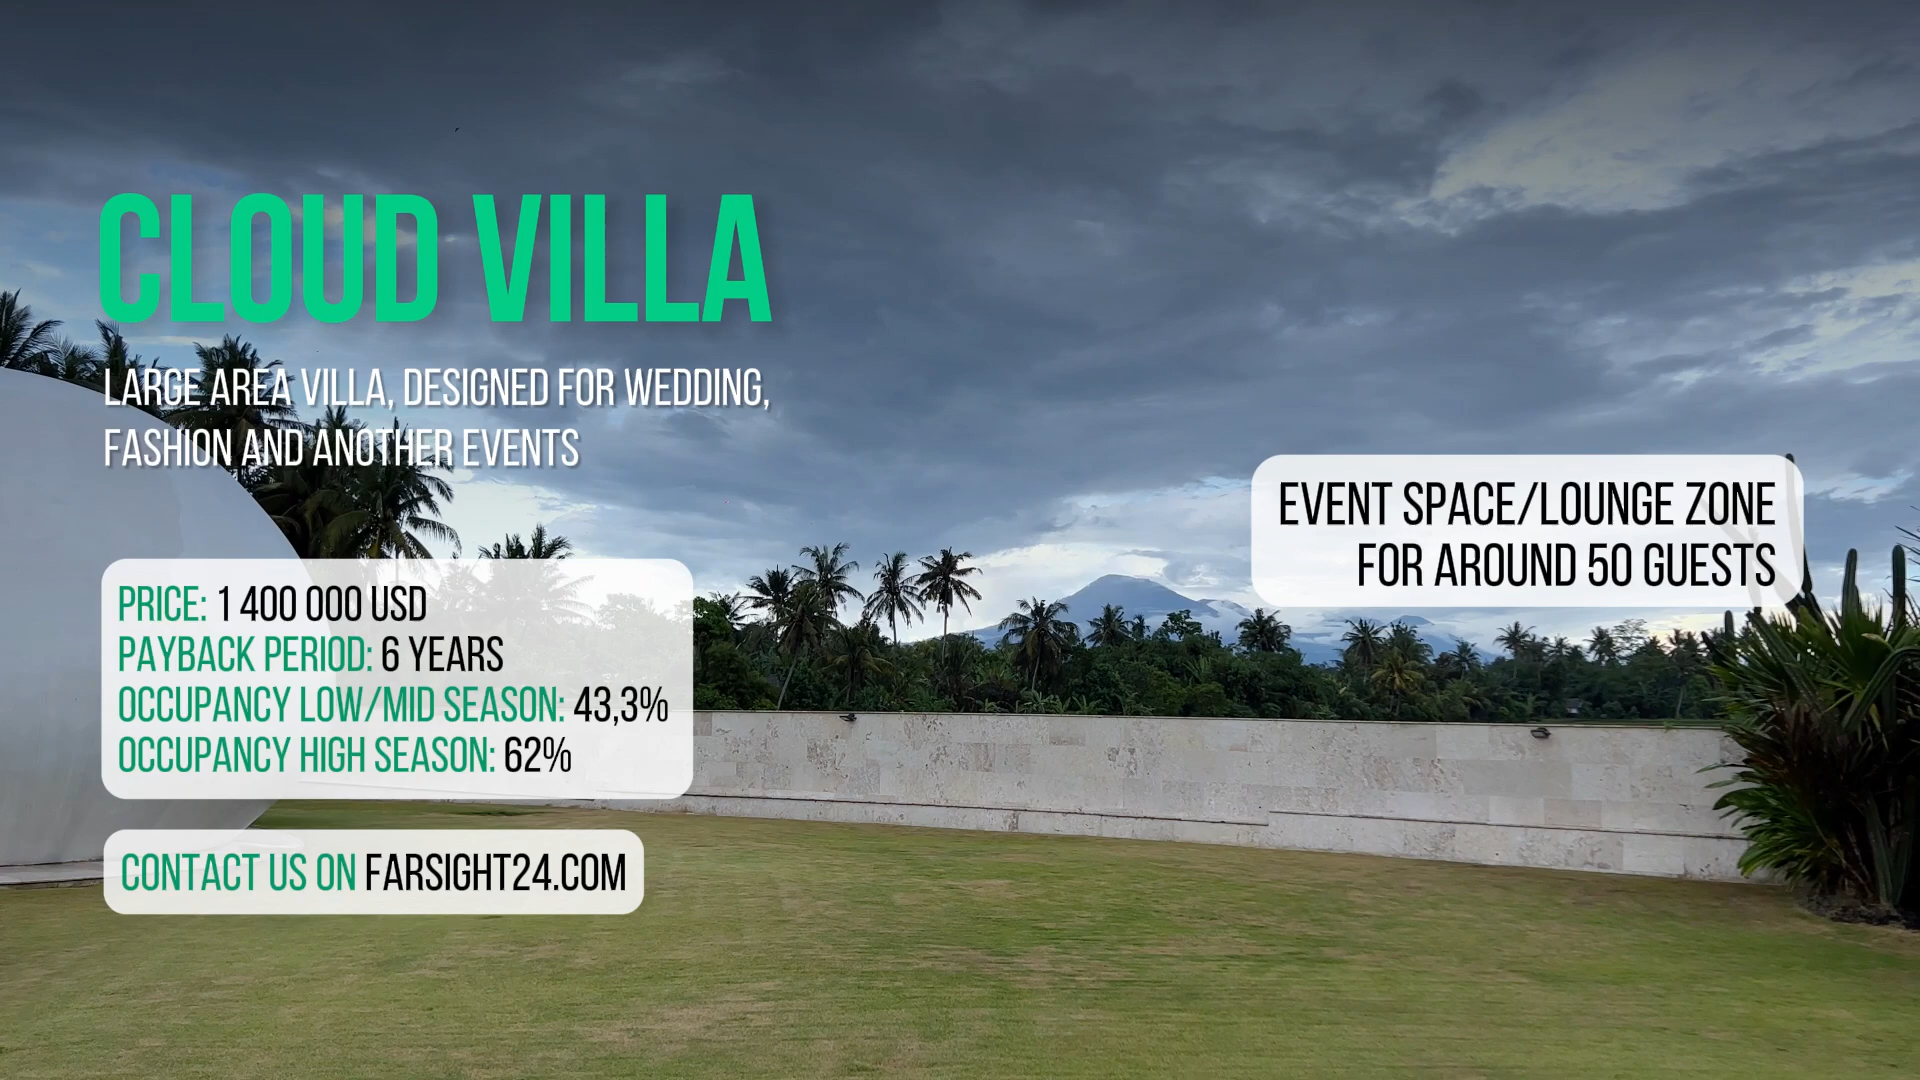 CLOUD VILLA
LARGE AREA VILLA, DESIGNED FOR WEDDING,
FASHION AND ANOTHER EVENTS
EVENT SPACE/LOUNGE ZONE
FOR AROUND 50 GUESTS
PRICE: 1 400 000 USD
PAYBACK PERIOD: 6 YEARS
OCCUPANCY LOW/MID SEASON: 43,3%
OCCUPANCY HIGH SEASON: 62%
CONTACT US ON FARSIGHT24.COM